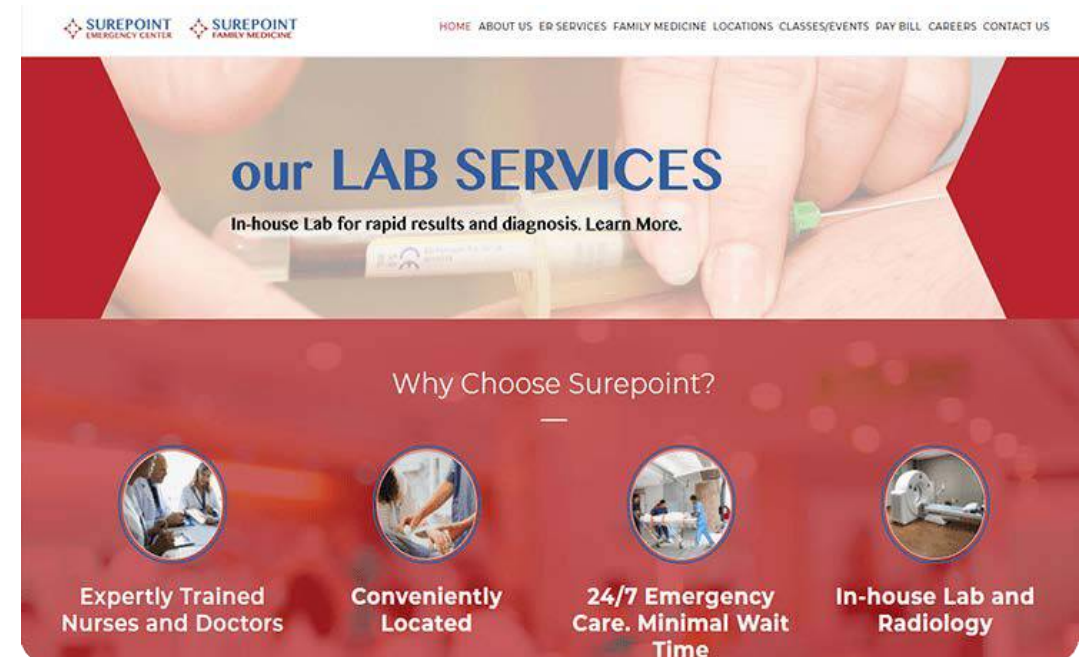 SUREPOINT
EMERGENCY CENTER
SUREPOINT
FAMILY MEDICINE
HOME ABOUT US ER SERVICES FAMILY MEDICINE LOCATIONS CLASSES/EVENTS PAY BILL CAREERS CONTACT US
our LAB SERVICES
In-house Lab for rapid results and diagnosis. Learn More.
Why Choose Surepoint?
Expertly Trained
Nurses and Doctors
Conveniently
Located
24/7 Emergency
Care. Minimal Wait
Time
In-house Lab and
Radiology